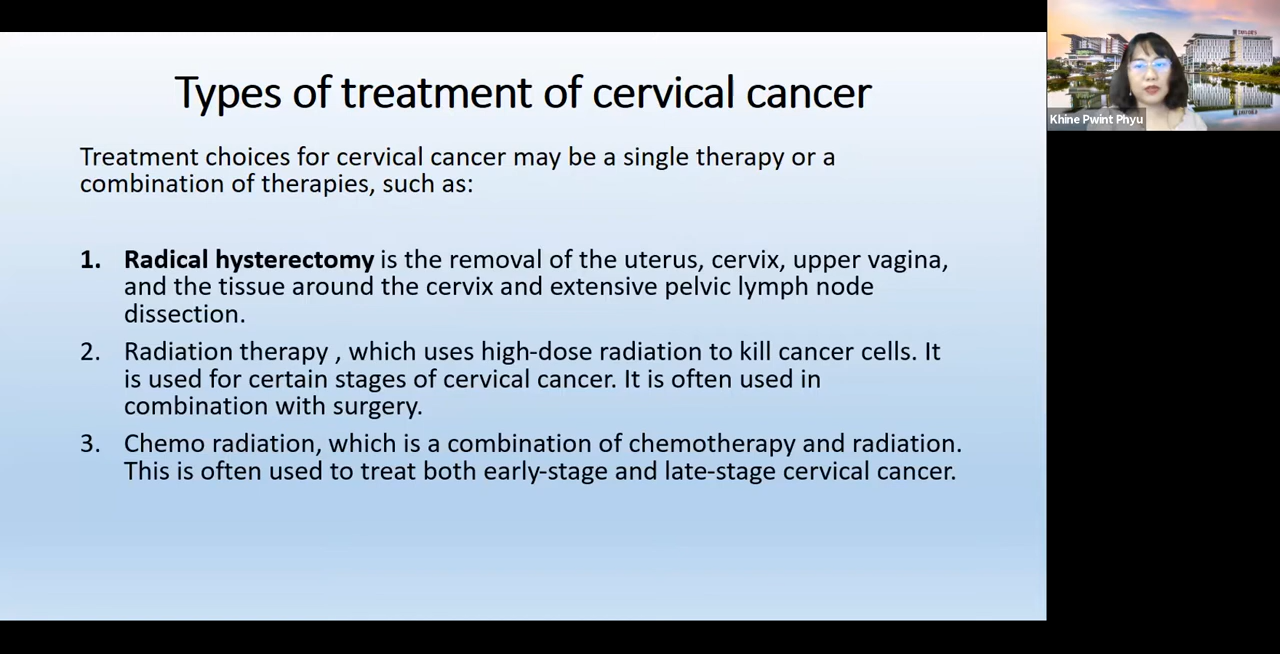 Types of treatment of cervical cancer
Treatment choices for cervical cancer may be a single therapy or a
combination of therapies, such as:
1. Radical hysterectomy is the removal of the uterus, cervix, upper vagina,
and the tissue around the cervix and extensive pelvic lymph node
dissection.
2. Radiation therapy , which uses high-dose radiation to kill cancer cells. It
is used for certain stages of cervical cancer. It is often used in
combination with surgery.
3. Chemo radiation, which is a combination of chemotherapy and radiation.
This is often used to treat both early-stage and late-stage cervical cancer.
Khine Pwint Phyu